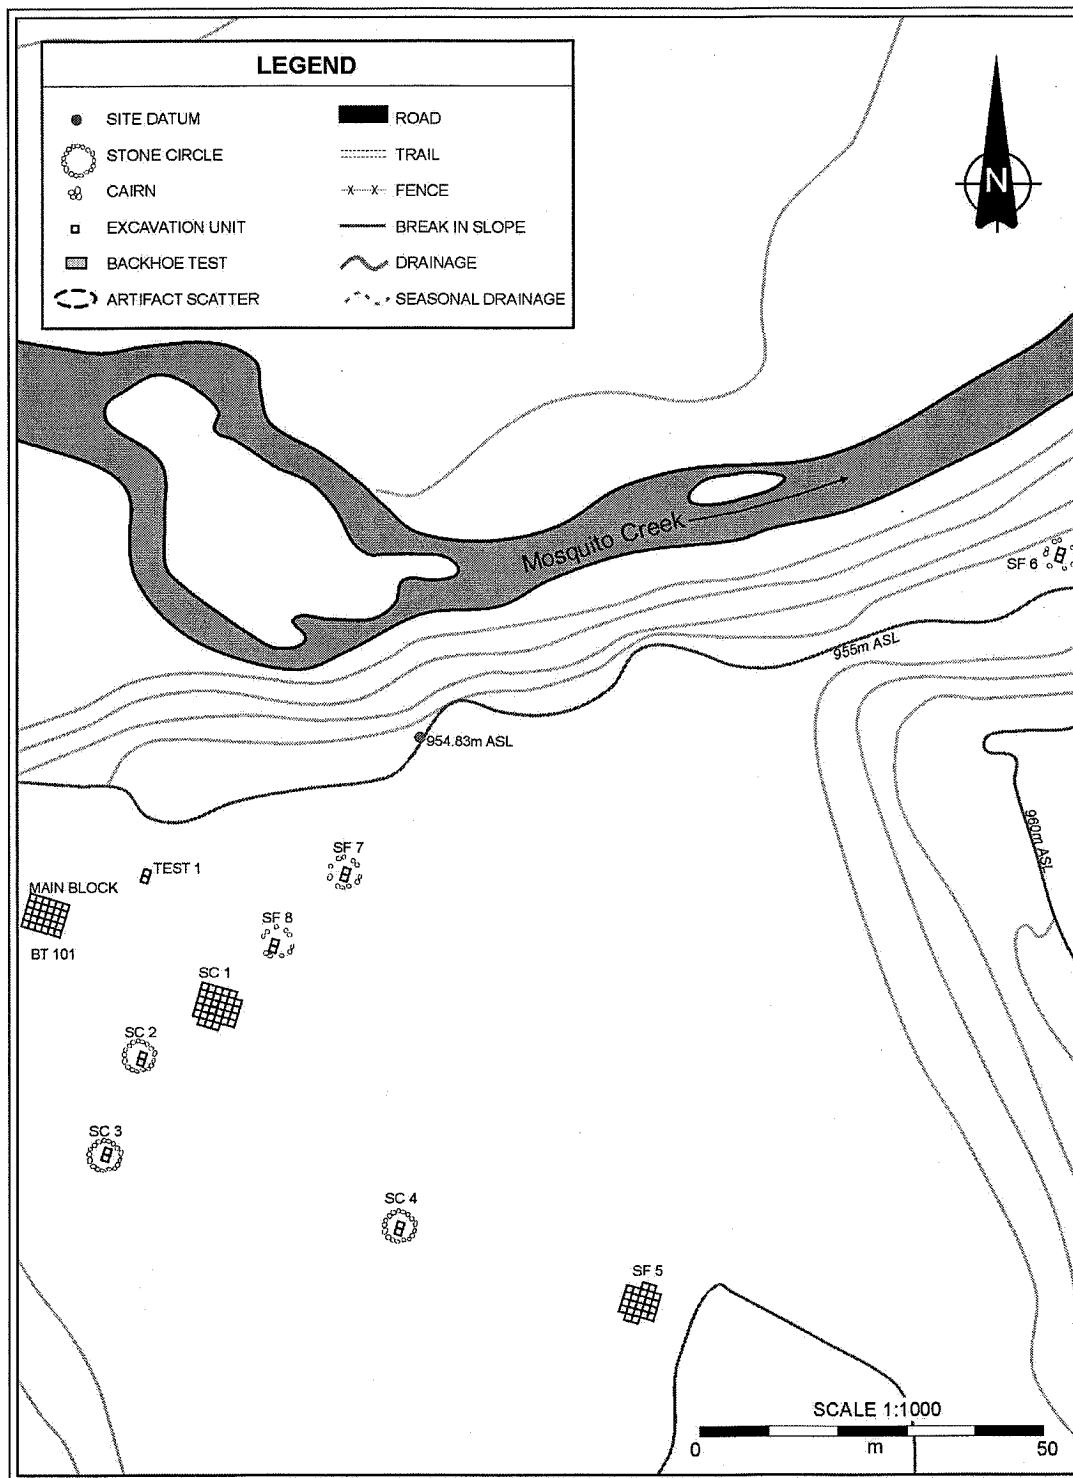 LEGEND
SITE DATUM
STONE CIRCLE
CAIRN
EXCAVATION UNIT
BACKHOE TEST
ARTIFACT SCATTER
ROAD
TRAIL
FENCE
BREAK IN SLOPE
DRAINAGE
SEASONAL DRAINAGE
N
Mosquito Creek
SF 6
955m ASL
954.83m ASL
960m ASL
SF 7
TEST 1
MAIN BLOCK
SF 8
BT 101
SC 1
SC 2
SC 3
SC 4
SF 5
SCALE 1:1000
0 m 50